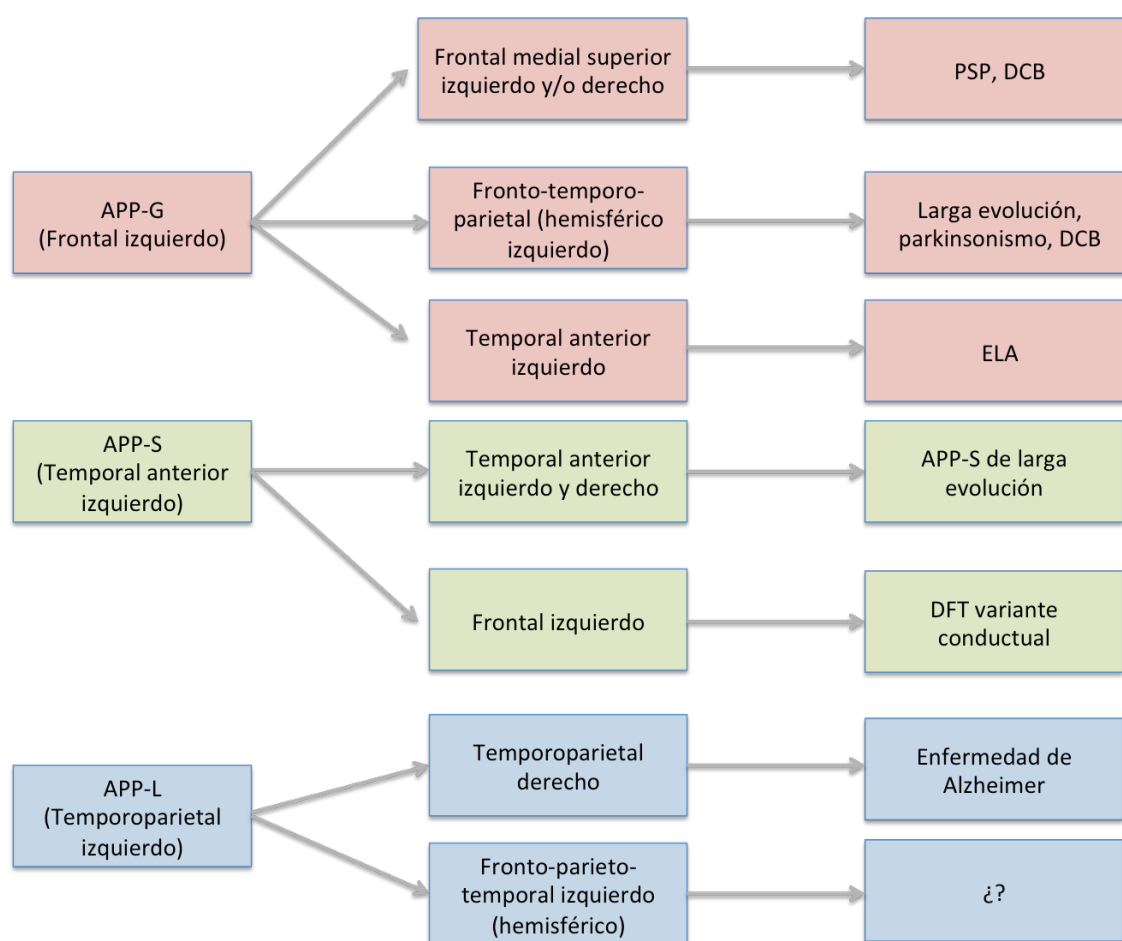 Frontal medial superior
izquierdo y/o derecho
PSP, DCB
APP-G
(Frontal izquierdo)
Fronto-temporo-
parietal (hemisférico
izquierdo)
Larga evolución,
parkinsonismo, DCB
Temporal anterior
izquierdo
ELA
APP-S
(Temporal anterior
izquierdo)
Temporal anterior
izquierdo y derecho
APP-S de larga
evolución
Frontal izquierdo
DFT variante
conductual
APP-L
(Temporoparietal
izquierdo)
Temporoparietal
derecho
Enfermedad de
Alzheimer
Fronto-parieto-
temporal izquierdo
(hemisférico)
¿?